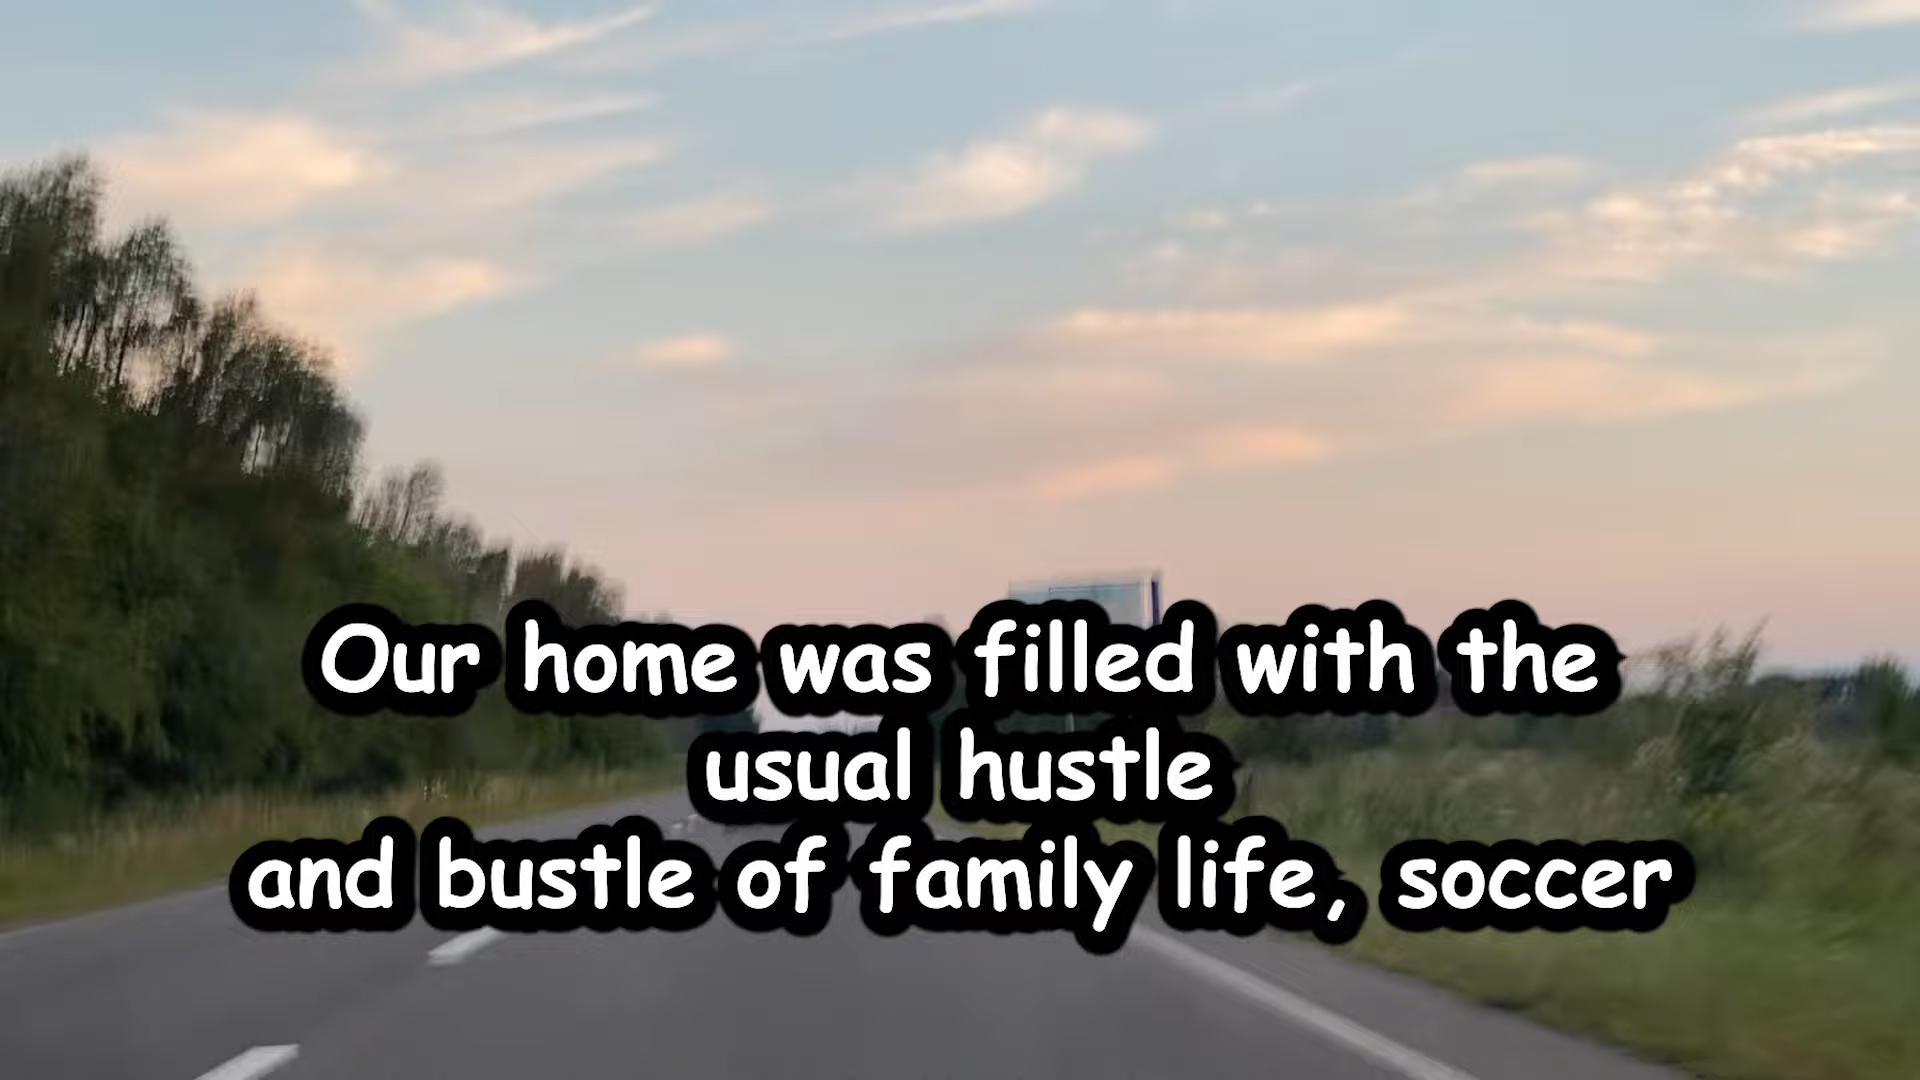 Our home was filled with the
usual hustle
and bustle of family life, soccer